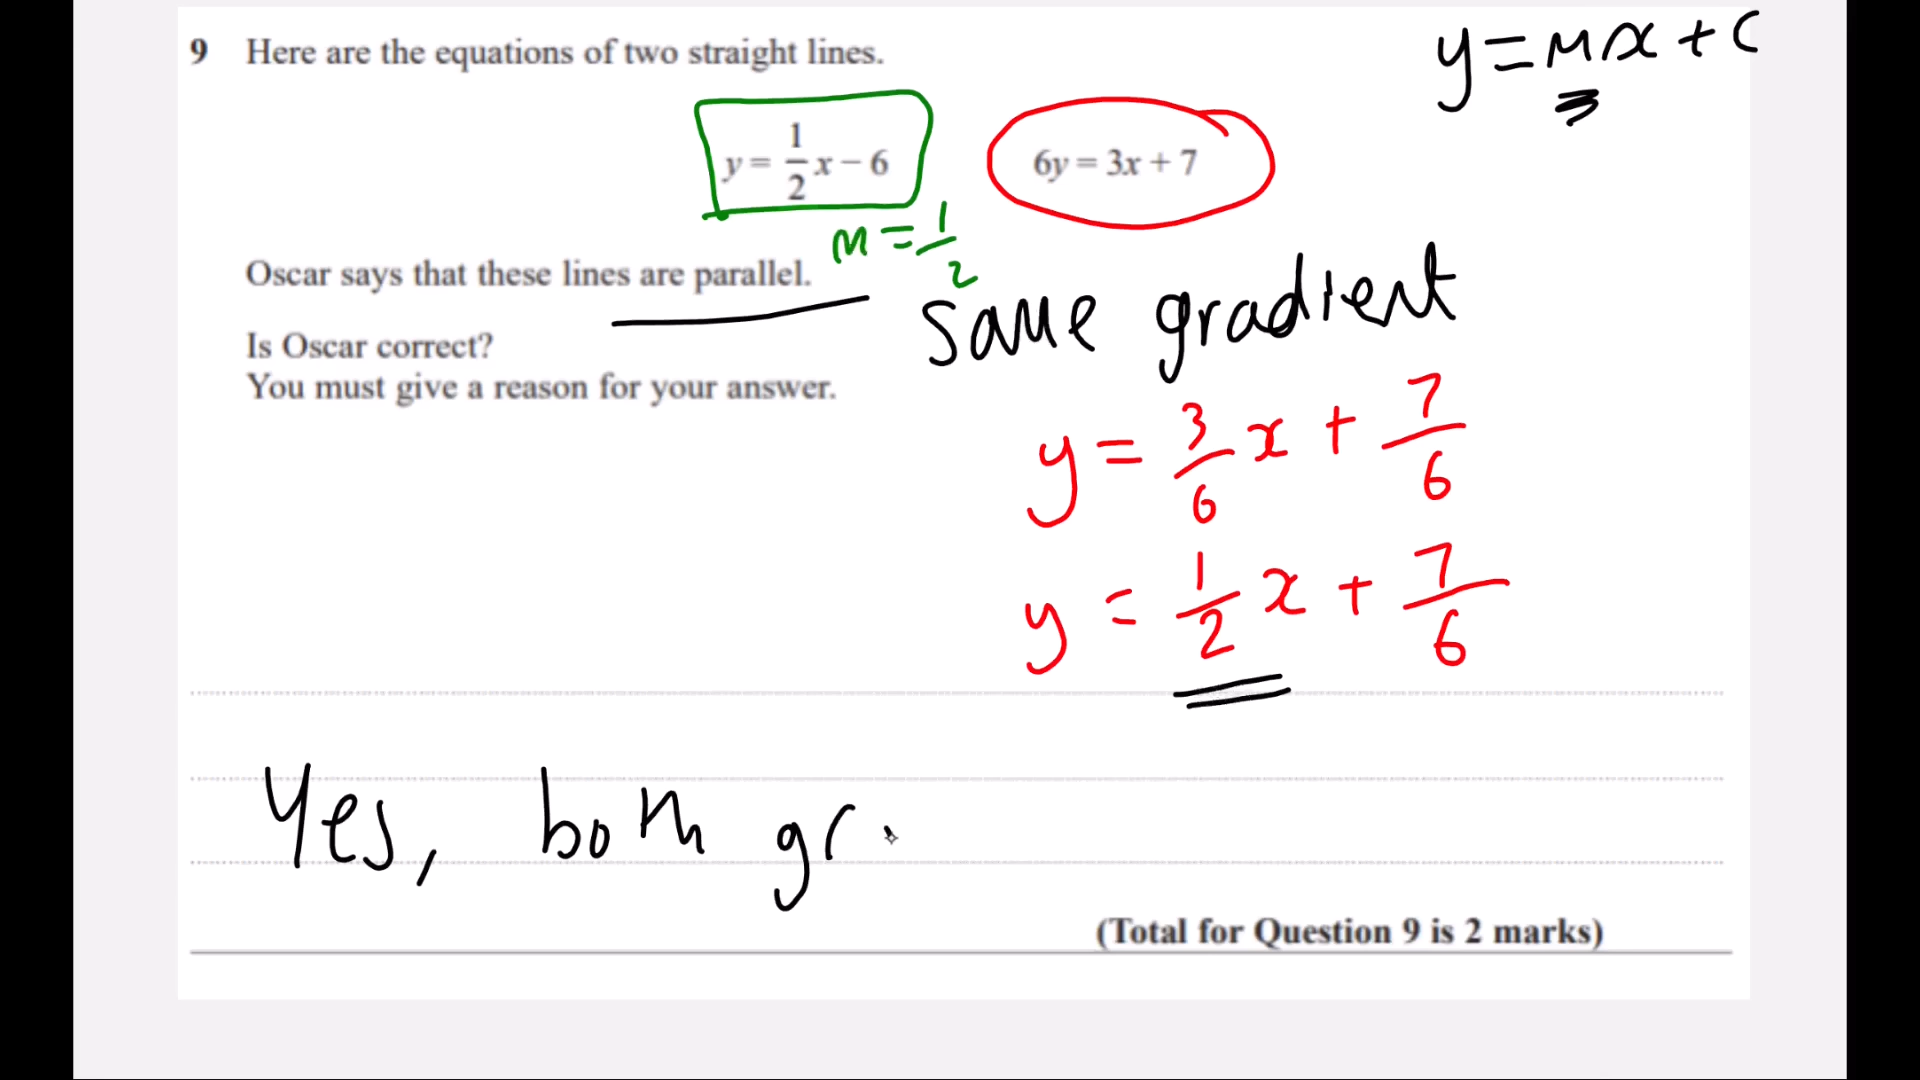 y=mx+c
9 Here are the equations of two straight lines.
y = 1/2 x − 6 6y = 3x + 7
m = 1/2
Oscar says that these lines are parallel.
same gradient
Is Oscar correct?
You must give a reason for your answer.
y = 3/6 x + 7/6
y = 1/2 x + 7/6
Yes, both gr
(Total for Question 9 is 2 marks)